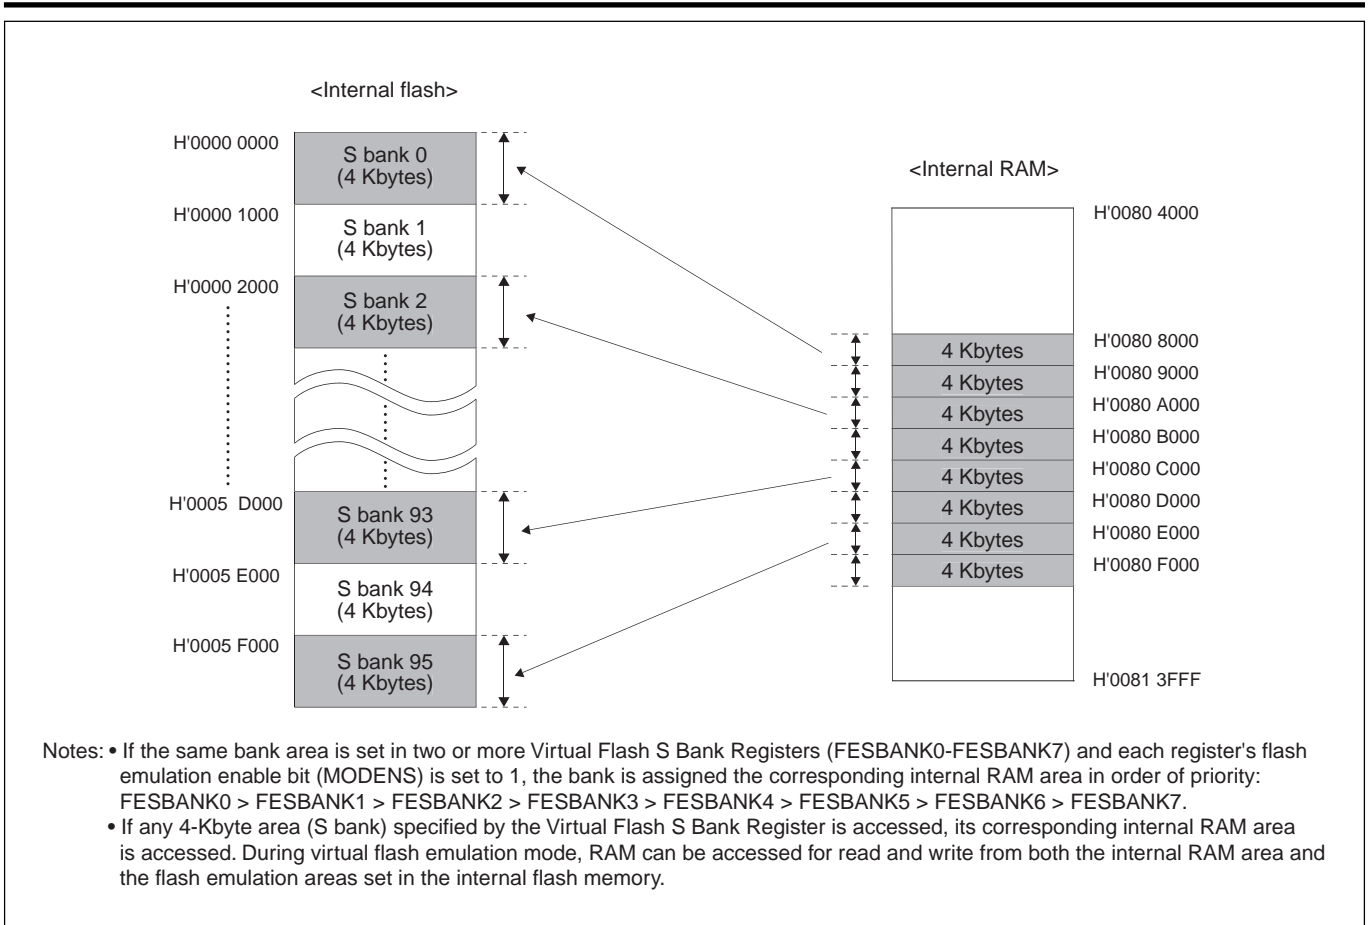 <Internal flash>
H'0000 0000
S bank 0
(4 Kbytes)
H'0000 1000
S bank 1
(4 Kbytes)
H'0000 2000
S bank 2
(4 Kbytes)
H'0005 D000
S bank 93
(4 Kbytes)
H'0005 E000
S bank 94
(4 Kbytes)
H'0005 F000
S bank 95
(4 Kbytes)
<Internal RAM>
H'0080 4000
4 Kbytes
H'0080 8000
4 Kbytes
H'0080 9000
4 Kbytes
H'0080 A000
4 Kbytes
H'0080 B000
4 Kbytes
H'0080 C000
4 Kbytes
H'0080 D000
4 Kbytes
H'0080 E000
4 Kbytes
H'0080 F000
H'0081 3FFF
Notes: • If the same bank area is set in two or more Virtual Flash S Bank Registers (FESBANK0-FESBANK7) and each register's flash
emulation enable bit (MODENS) is set to 1, the bank is assigned the corresponding internal RAM area in order of priority:
FESBANK0 > FESBANK1 > FESBANK2 > FESBANK3 > FESBANK4 > FESBANK5 > FESBANK6 > FESBANK7.
• If any 4-Kbyte area (S bank) specified by the Virtual Flash S Bank Register is accessed, its corresponding internal RAM area
is accessed. During virtual flash emulation mode, RAM can be accessed for read and write from both the internal RAM area and
the flash emulation areas set in the internal flash memory.